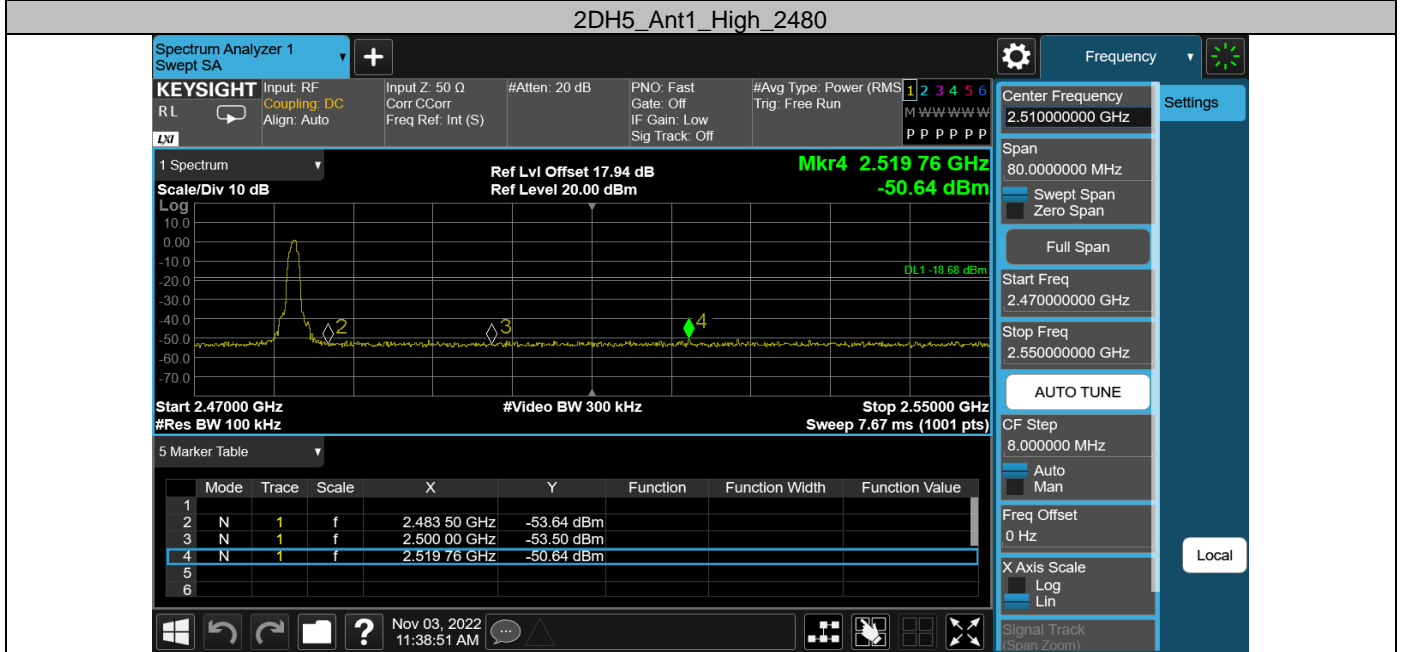 2DH5_Ant1_High_2480
Spectrum Analyzer 1
Swept SA
Frequency
KEYSIGHT
RL
LXI
Input: RF
Coupling: DC
Align: Auto
Input Z: 50 Ω
Corr CCorr
Freq Ref: Int (S)
#Atten: 20 dB
PNO: Fast
Gate: Off
IF Gain: Low
Sig Track: Off
#Avg Type: Power (RMS
Trig: Free Run
1 2 3 4 5 6
M W W W W W
P P P P P P
Center Frequency
2.510000000 GHz
Settings
1 Spectrum
Ref Lvl Offset 17.94 dB
Mkr4 2.519 76 GHz
Scale/Div 10 dB
Ref Level 20.00 dBm
-50.64 dBm
Log
10.0
0.00
-10.0
-20.0
-30.0
-40.0
-50.0
-60.0
-70.0
DL1 -18.68 dBm
2
3
4
Start 2.47000 GHz
#Video BW 300 kHz
Stop 2.55000 GHz
#Res BW 100 kHz
Sweep 7.67 ms (1001 pts)
Span
80.0000000 MHz
Swept Span
Zero Span
Full Span
Start Freq
2.470000000 GHz
Stop Freq
2.550000000 GHz
AUTO TUNE
CF Step
8.000000 MHz
Auto
Man
Freq Offset
0 Hz
X Axis Scale
Log
Lin
Signal Track
(Span Zoom)
Local
5 Marker Table
Mode Trace Scale X Y Function Function Width Function Value
1
2 N 1 f 2.483 50 GHz -53.64 dBm
3 N 1 f 2.500 00 GHz -53.50 dBm
4 N 1 f 2.519 76 GHz -50.64 dBm
5
6
?
Nov 03, 2022
11:38:51 AM